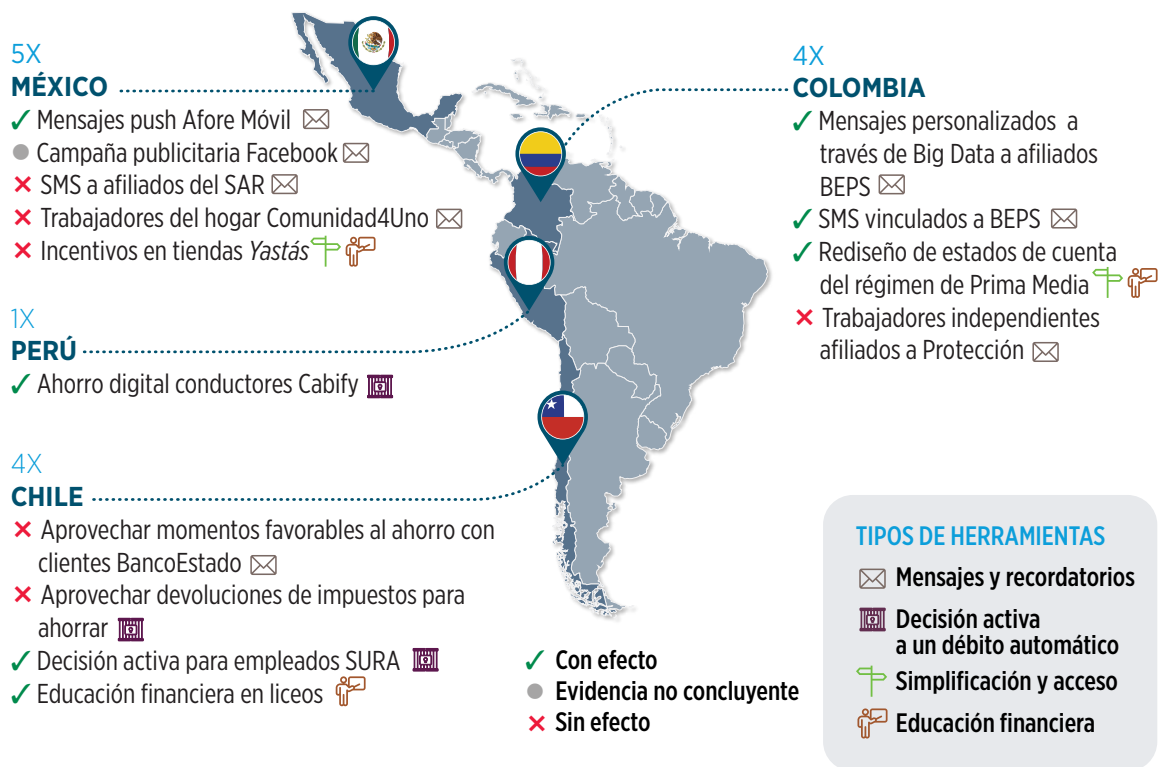 5X
MÉXICO
Mensajes push Afore Móvil
Campaña publicitaria Facebook
SMS a afiliados del SAR
Trabajadores del hogar Comunidad4Uno
Incentivos en tiendas Yastás
1X
PERÚ
Ahorro digital conductores Cabify
4X
CHILE
Aprovechar momentos favorables al ahorro con
clientes BancoEstado
Aprovechar devoluciones de impuestos para
ahorrar
Decisión activa para empleados SURA
Educación financiera en liceos
4X
COLOMBIA
Mensajes personalizados a
través de Big Data a afiliados
BEPS
SMS vinculados a BEPS
Rediseño de estados de cuenta
del régimen de Prima Media
Trabajadores independientes
afiliados a Protección
Con efecto
Evidencia no concluyente
Sin efecto
TIPOS DE HERRAMIENTAS
Mensajes y recordatorios
Decisión activa
a un débito automático
Simplificación y acceso
Educación financiera